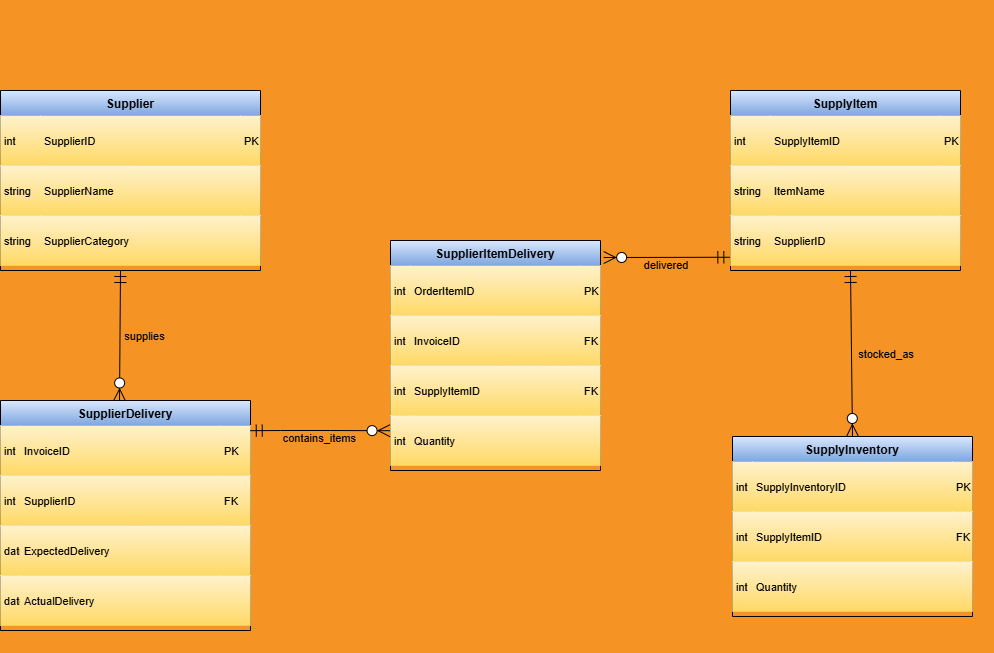 Supplier
int SupplierID PK
string SupplierName
string SupplierCategory
SupplyItem
int SupplyItemID PK
string ItemName
string SupplierID
SupplierItemDelivery
int OrderItemID PK
int InvoiceID FK
int SupplyItemID FK
int Quantity
delivered
supplies
stocked_as
SupplierDelivery
int InvoiceID PK
int SupplierID FK
dat ExpectedDelivery
dat ActualDelivery
contains_items
SupplyInventory
int SupplyInventoryID PK
int SupplyItemID FK
int Quantity